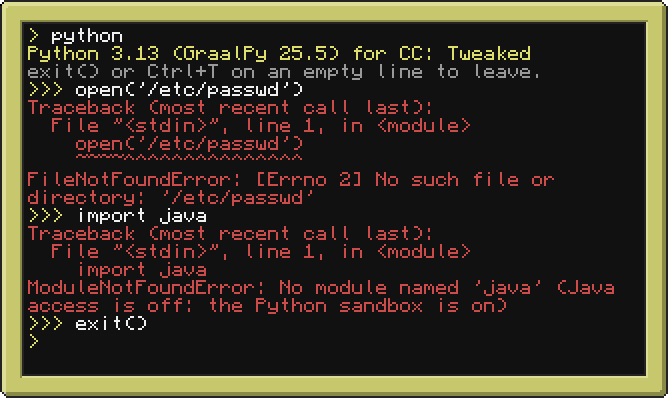 > python
Python 3.13 (GraalPy 25.5) for CC: Tweaked
exit() or Ctrl+T on an empty line to leave.
>>> open('/etc/passwd')
Traceback (most recent call last):
  File "<stdin>", line 1, in <module>
    open('/etc/passwd')
    ~~~~^^^^^^^^^^^^^^^
FileNotFoundError: [Errno 2] No such file or
directory: '/etc/passwd'
>>> import java
Traceback (most recent call last):
  File "<stdin>", line 1, in <module>
    import java
ModuleNotFoundError: No module named 'java' (Java
access is off: the Python sandbox is on)
>>> exit()
>